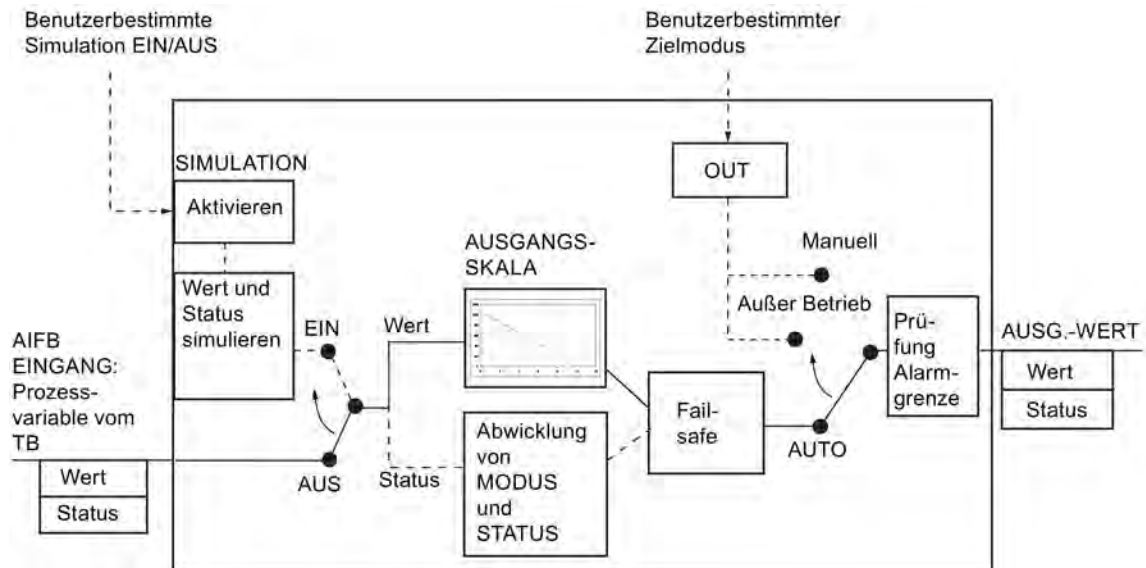 Benutzerbestimmte
Simulation EIN/AUS
Benutzerbestimmter
Zielmodus
SIMULATION
Aktivieren
OUT
Manuell
AUSGANGS-
SKALA
Wert und
Status
simulieren
EIN
Wert
Außer Betrieb
Prü-
fung
Alarm-
grenze
AUSG.-WERT
Wert
Status
AIFB
EINGANG:
Prozess-
variable vom
TB
Wert
Status
AUS
Status
Abwicklung
von
MODUS
und
STATUS
Fail-
safe
AUTO